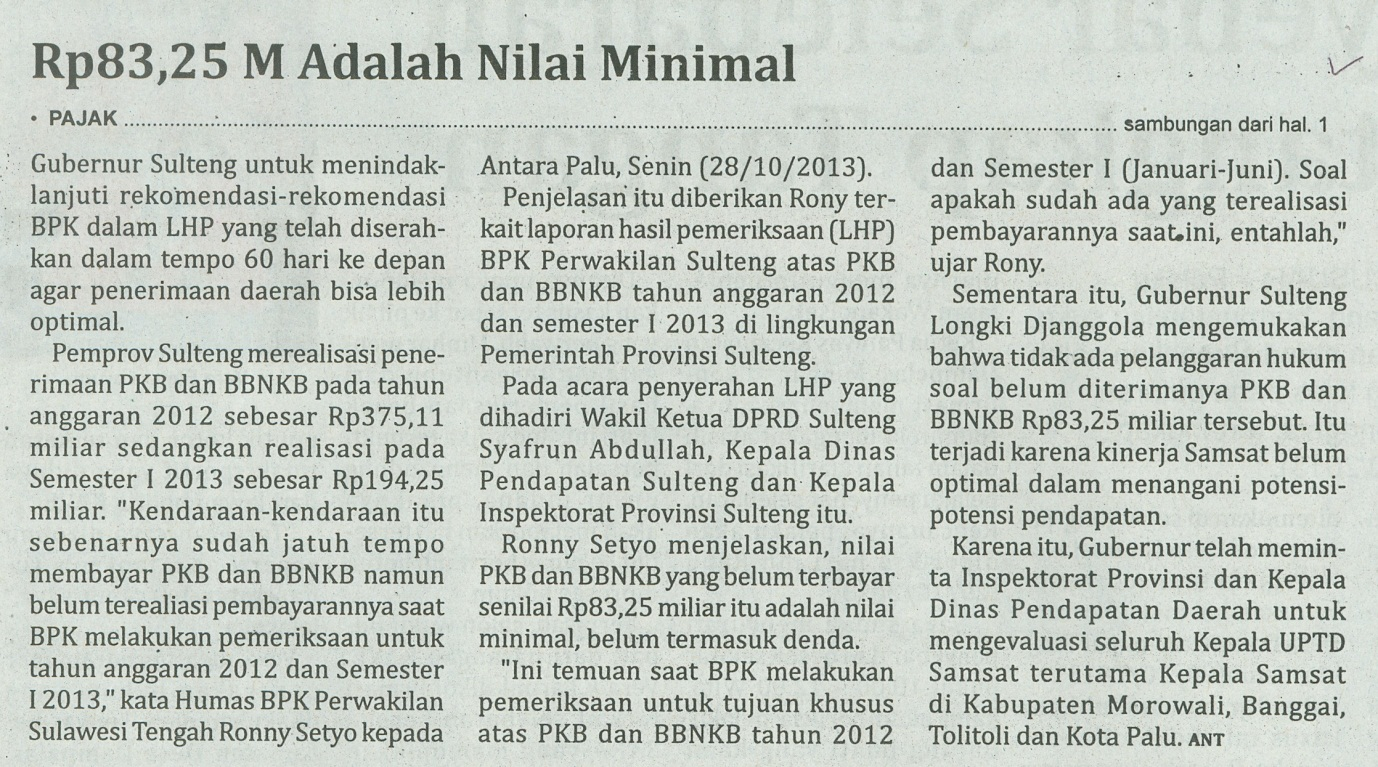 Rp83,25 M Adalah Nilai Minimal
• PAJAK ........ sambungan dari hal. 1
Gubernur Sulteng untuk menindak-
lanjuti rekomendasi-rekomendasi
BPK dalam LHP yang telah diserah-
kan dalam tempo 60 hari ke depan
agar penerimaan daerah bisa lebih
optimal.
Pemprov Sulteng merealisasi pene-
rimaan PKB dan BBNKB pada tahun
anggaran 2012 sebesar Rp375,11
miliar sedangkan realisasi pada
Semester I 2013 sebesar Rp194,25
miliar. "Kendaraan-kendaraan itu
sebenarnya sudah jatuh tempo
membayar PKB dan BBNKB namun
belum terealiasi pembayarannya saat
BPK melakukan pemeriksaan untuk
tahun anggaran 2012 dan Semester
I 2013," kata Humas BPK Perwakilan
Sulawesi Tengah Ronny Setyo kepada
Antara Palu, Senin (28/10/2013).
Penjelasan itu diberikan Rony ter-
kait laporan hasil pemeriksaan (LHP)
BPK Perwakilan Sulteng atas PKB
dan BBNKB tahun anggaran 2012
dan semester I 2013 di lingkungan
Pemerintah Provinsi Sulteng.
Pada acara penyerahan LHP yang
dihadiri Wakil Ketua DPRD Sulteng
Syafrun Abdullah, Kepala Dinas
Pendapatan Sulteng dan Kepala
Inspektorat Provinsi Sulteng itu.
Ronny Setyo menjelaskan, nilai
PKB dan BBNKB yang belum terbayar
senilai Rp83,25 miliar itu adalah nilai
minimal, belum termasuk denda.
"Ini temuan saat BPK melakukan
pemeriksaan untuk tujuan khusus
atas PKB dan BBNKB tahun 2012
dan Semester I (Januari-Juni). Soal
apakah sudah ada yang terealisasi
pembayarannya saat ini, entahlah,"
ujar Rony.
Sementara itu, Gubernur Sulteng
Longki Djanggola mengemukakan
bahwa tidak ada pelanggaran hukum
soal belum diterimanya PKB dan
BBNKB Rp83,25 miliar tersebut. Itu
terjadi karena kinerja Samsat belum
optimal dalam menangani potensi-
potensi pendapatan.
Karena itu, Gubernur telah memin-
ta Inspektorat Provinsi dan Kepala
Dinas Pendapatan Daerah untuk
mengevaluasi seluruh Kepala UPTD
Samsat terutama Kepala Samsat
di Kabupaten Morowali, Banggai,
Tolitoli dan Kota Palu. ANT